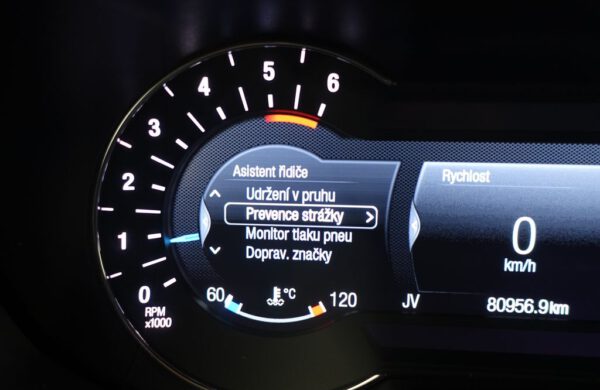 6
5
4
3
2
1
0
RPM
x1000
Asistent řidiče
Udržení v pruhu
Prevence strážky
Monitor tlaku pneu
Doprav. značky
60 °C 120
Rychlost
0
km/h
JV 80956.9km